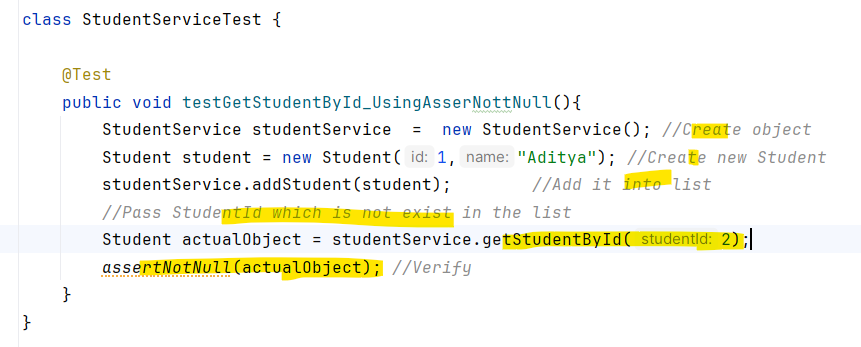 class StudentServiceTest {
@Test
public void testGetStudentById_UsingAsserNottNull(){
StudentService studentService = new StudentService(); //Create object
Student student = new Student( id: 1, name: "Aditya"); //Create new Student
studentService.addStudent(student); //Add it into list
//Pass StudentId which is not exist in the list
Student actualObject = studentService.getStudentById( studentId: 2);
assertNotNull(actualObject); //Verify
}
}